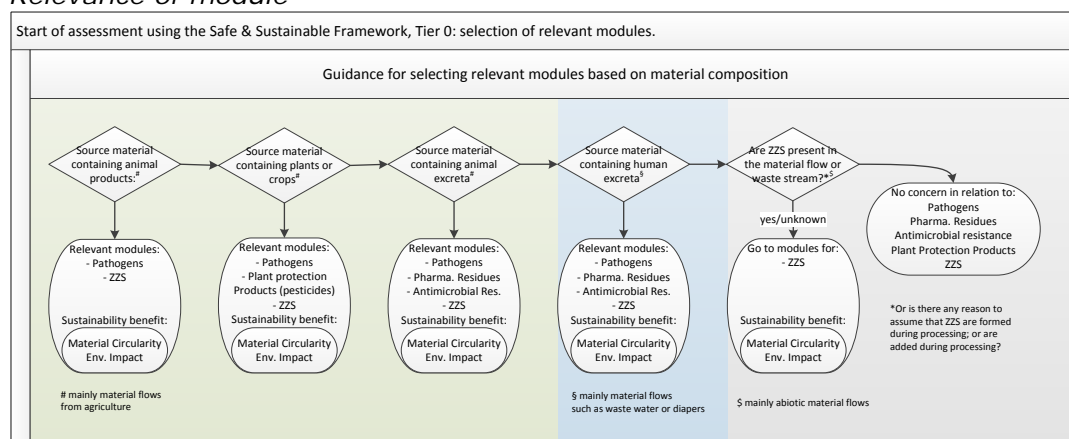 Relevance of module
Start of assessment using the Safe & Sustainable Framework, Tier 0: selection of relevant modules.
Guidance for selecting relevant modules based on material composition
Source material
containing animal
products:#
Source material
containing plants or
crops#
Source material
containing animal
excreta#
Source material
containing human
excreta§
Are ZZS present in
the material flow or
waste stream?*$
yes/unknown
No concern in relation to:
Pathogens
Pharma. Residues
Antimicrobial resistance
Plant Protection Products
ZZS
Relevant modules:
- Pathogens
- ZZS
Sustainability benefit:
Material Circularity
Env. Impact
Relevant modules:
- Pathogens
- Plant protection
Products (pesticides)
- ZZS
Sustainability benefit:
Material Circularity
Env. Impact
Relevant modules:
- Pathogens
- Pharma. Residues
- Antimicrobial Res.
- ZZS
Sustainability benefit:
Material Circularity
Env. Impact
Relevant modules:
- Pathogens
- Pharma. Residues
- Antimicrobial Res.
- ZZS
Sustainability benefit:
Material Circularity
Env. Impact
Go to modules for:
- ZZS
Sustainability benefit:
Material Circularity
Env. Impact
*Or is there any reason to
assume that ZZS are formed
during processing; or are
added during processing?
# mainly material flows
from agriculture
§ mainly material flows
such as waste water or diapers
$ mainly abiotic material flows